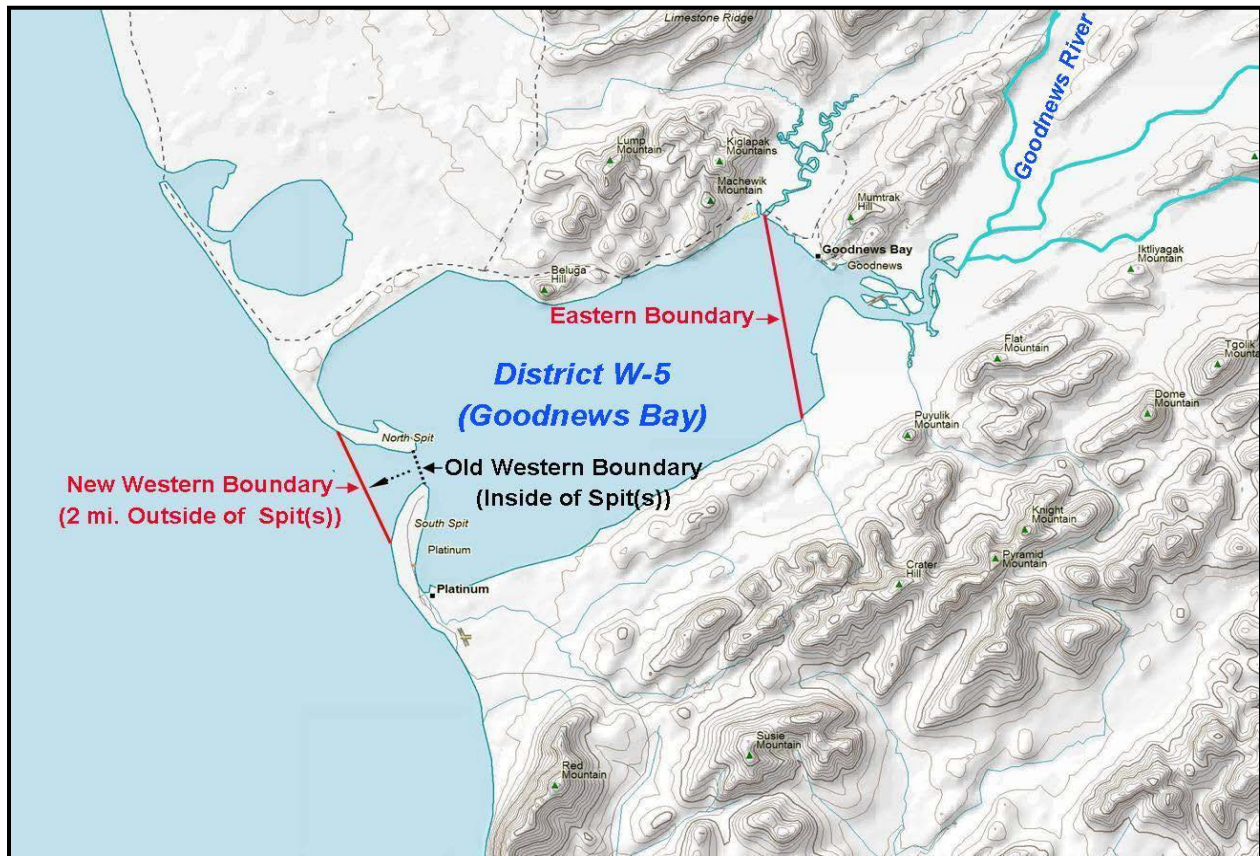 Limestone Ridge
Goodnews River
Lump
Mountain
Kiglapak
Mountains
Machewik
Mountain
Mumtrak
Hill
Goodnews Bay
Goodnews
Iktliyagak
Mountain
Beluga
Hill
Eastern Boundary
Flat
Mountain
Tgolik
District W-5
(Goodnews Bay)
Dome
Mountain
Puyulik
Mountain
North Spit
Old Western Boundary
(Inside of Spit(s))
New Western Boundary
(2 mi. Outside of Spit(s))
South Spit
Platinum
Knight
Mountain
Pyramid
Mountain
Crater
Hill
Platinum
Susie
Mountain
Red
Mountain